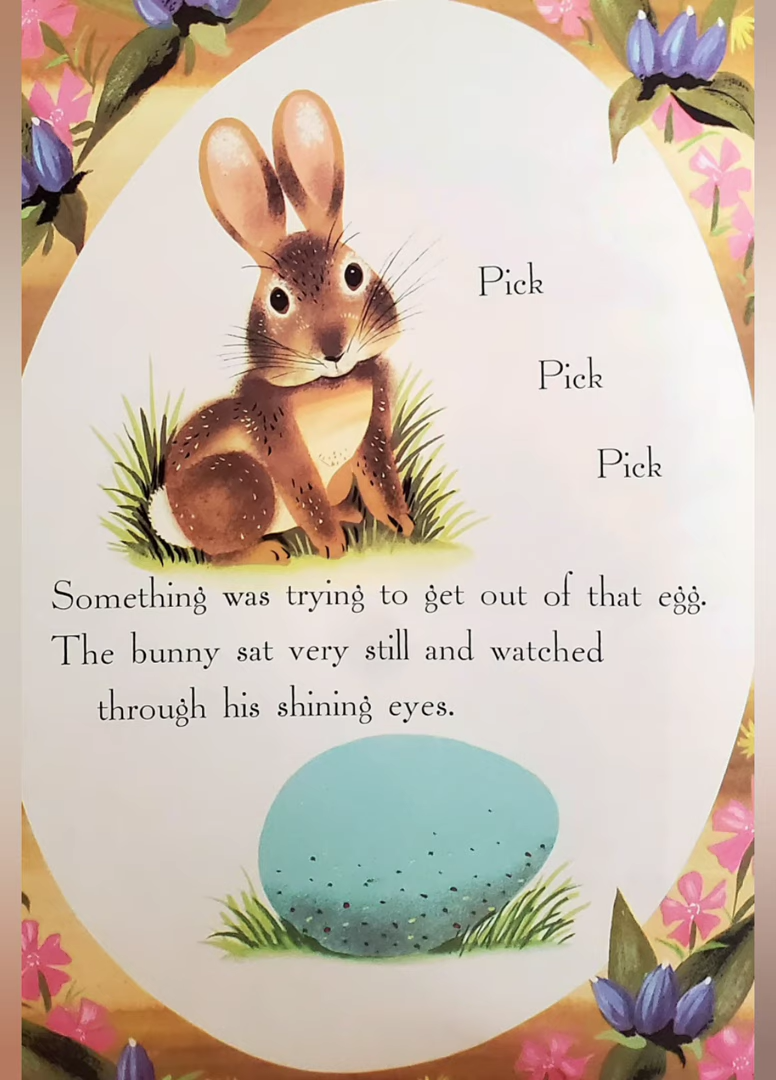 Pick
Pick
Pick
Something was trying to get out of that egg.
The bunny sat very still and watched
through his shining eyes.